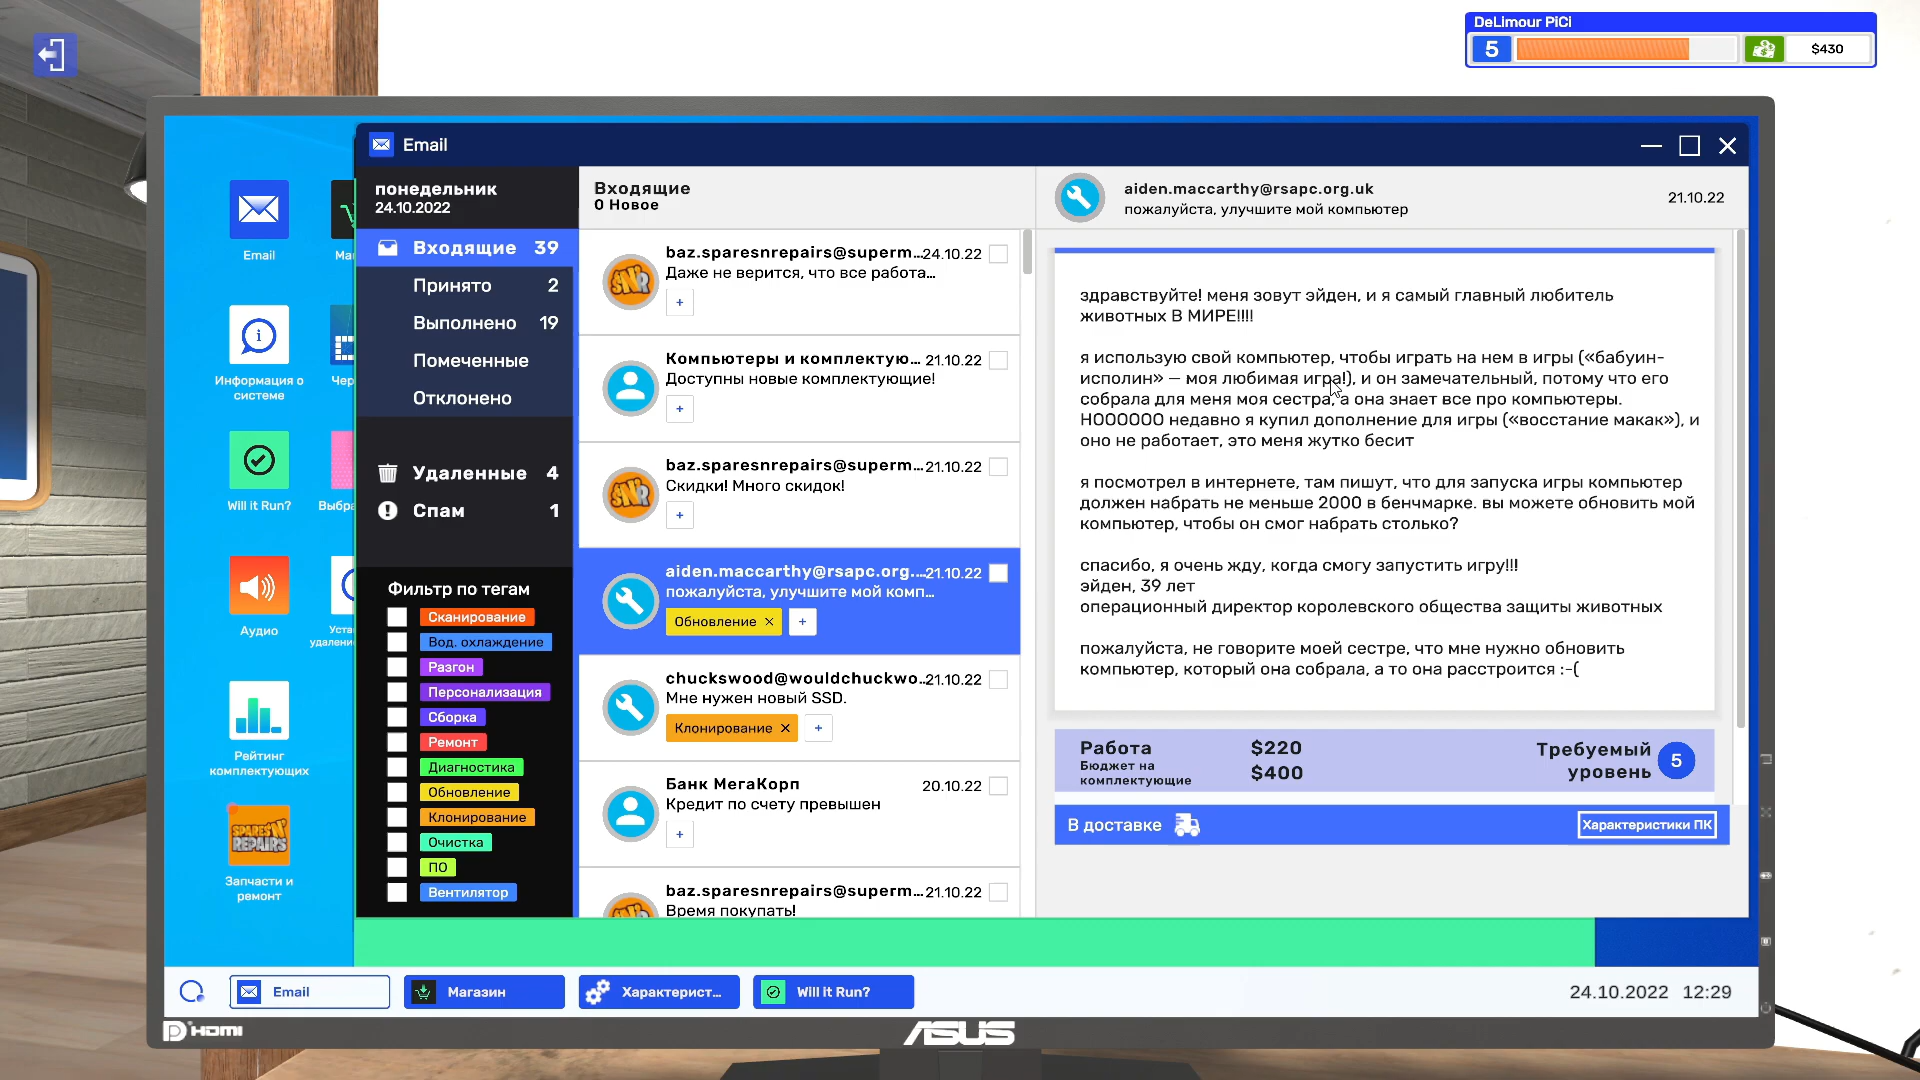 DeLimour PiCi
5
$430
Email
понедельник
24.10.2022
Входящие 39
Принято 2
Выполнено 19
Помеченные
Отклонено
Удаленные 4
Спам 1
Фильтр по тегам
Сканирование
Вод. охлаждение
Разгон
Персонализация
Сборка
Ремонт
Диагностика
Обновление
Клонирование
Очистка
ПО
Вентилятор
Входящие
0 Новое
baz.sparesnrepairs@superm... 24.10.22
Даже не верится, что все работа...
+
Компьютеры и комплектую... 21.10.22
Доступны новые комплектующие!
+
baz.sparesnrepairs@superm... 21.10.22
Скидки! Много скидок!
+
aiden.maccarthy@rsapc.org.... 21.10.22
пожалуйста, улучшите мой комп...
Обновление × +
chuckswood@wouldchuckwo... 21.10.22
Мне нужен новый SSD.
Клонирование × +
Банк МегаКорп 20.10.22
Кредит по счету превышен
+
baz.sparesnrepairs@superm... 21.10.22
Время покупать!
aiden.maccarthy@rsapc.org.uk
пожалуйста, улучшите мой компьютер
21.10.22
здравствуйте! меня зовут эйден, и я самый главный любитель
животных В МИРЕ!!!!
я использую свой компьютер, чтобы играть на нем в игры («бабуин-
исполин» — моя любимая игра!), и он замечательный, потому что его
собрала для меня моя сестра, а она знает все про компьютеры.
НОООООО недавно я купил дополнение для игры («восстание макак»), и
оно не работает, это меня жутко бесит
я посмотрел в интернете, там пишут, что для запуска игры компьютер
должен набрать не меньше 2000 в бенчмарке. вы можете обновить мой
компьютер, чтобы он смог набрать столько?
спасибо, я очень жду, когда смогу запустить игру!!!
эйден, 39 лет
операционный директор королевского общества защиты животных
пожалуйста, не говорите моей сестре, что мне нужно обновить
компьютер, который она собрала, а то она расстроится :-(
Работа $220
Бюджет на
комплектующие $400
Требуемый
уровень 5
В доставке
Характеристики ПК
Email
Ма
Информация о
системе
Чер
Will it Run?
Выбра
Аудио
Уста
удалени
Рейтинг
комплектующих
SPARES'N'
REPAIRS
Запчасти и
ремонт
Email
Магазин
Характерист...
Will it Run?
24.10.2022 12:29
HDMI
ASUS